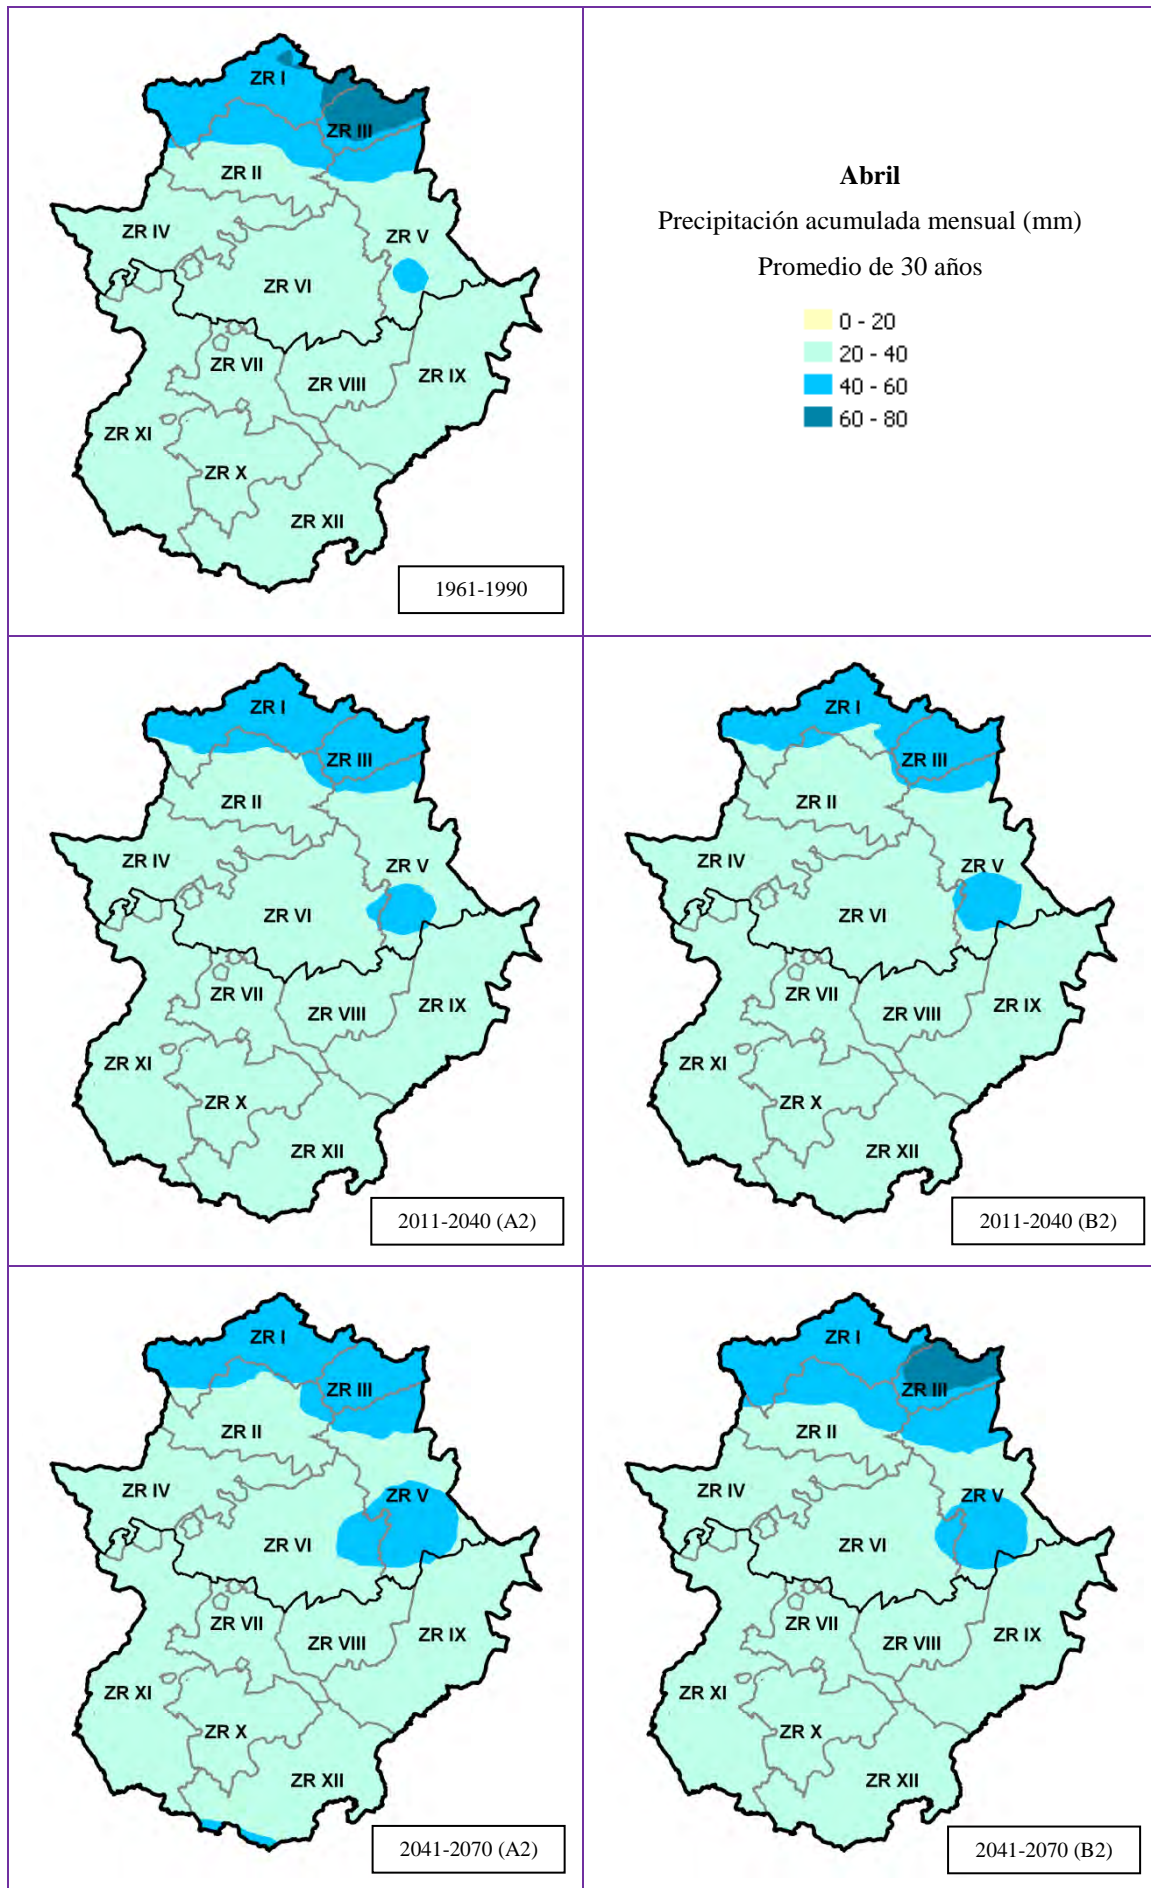 ZR I
ZR III
ZR II
ZR IV
ZR V
ZR VI
ZR VII
ZR VIII
ZR IX
ZR XI
ZR X
ZR XII
1961-1990
Abril
Precipitación acumulada mensual (mm)
Promedio de 30 años
0 - 20
20 - 40
40 - 60
60 - 80
ZR I
ZR III
ZR II
ZR IV
ZR V
ZR VI
ZR VII
ZR VIII
ZR IX
ZR XI
ZR X
ZR XII
2011-2040 (A2)
ZR I
ZR III
ZR II
ZR IV
ZR V
ZR VI
ZR VII
ZR VIII
ZR IX
ZR XI
ZR X
ZR XII
2011-2040 (B2)
ZR I
ZR III
ZR II
ZR IV
ZR V
ZR VI
ZR VII
ZR VIII
ZR IX
ZR XI
ZR X
ZR XII
2041-2070 (A2)
ZR I
ZR III
ZR II
ZR IV
ZR V
ZR VI
ZR VII
ZR VIII
ZR IX
ZR XI
ZR X
ZR XII
2041-2070 (B2)